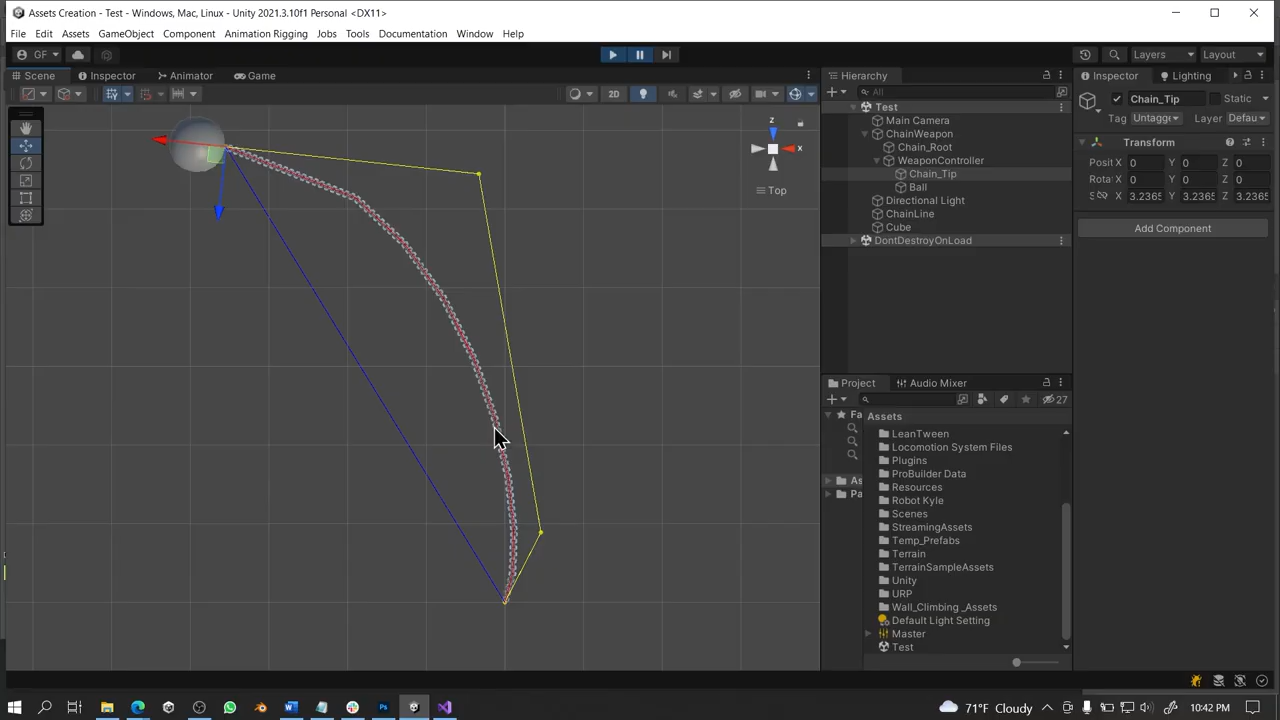 Assets Creation - Test - Windows, Mac, Linux - Unity 2021.3.10f1 Personal <DX11>
File Edit Assets GameObject Component Animation Rigging Jobs Tools Documentation Window Help
GF Layers Layout
Scene Inspector Animator Game
2D
z
x
Top
Hierarchy
All
Test
Main Camera
ChainWeapon
Chain_Root
WeaponController
Chain_Tip
Ball
Directional Light
ChainLine
Cube
DontDestroyOnLoad
Inspector Lighting
Chain_Tip Static
Tag Untagge Layer Defau
Transform
Posit X 0 Y 0 Z 0
Rota X 0 Y 0 Z 0
S X 3.2365 Y 3.2365 Z 3.2365
Add Component
Project Audio Mixer
27
Fa
As
Pa
Assets
LeanTween
Locomotion System Files
Plugins
ProBuilder Data
Resources
Robot Kyle
Scenes
StreamingAssets
Temp_Prefabs
Terrain
TerrainSampleAssets
Unity
URP
Wall_Climbing _Assets
Default Light Setting
Master
Test
71°F Cloudy 10:42 PM